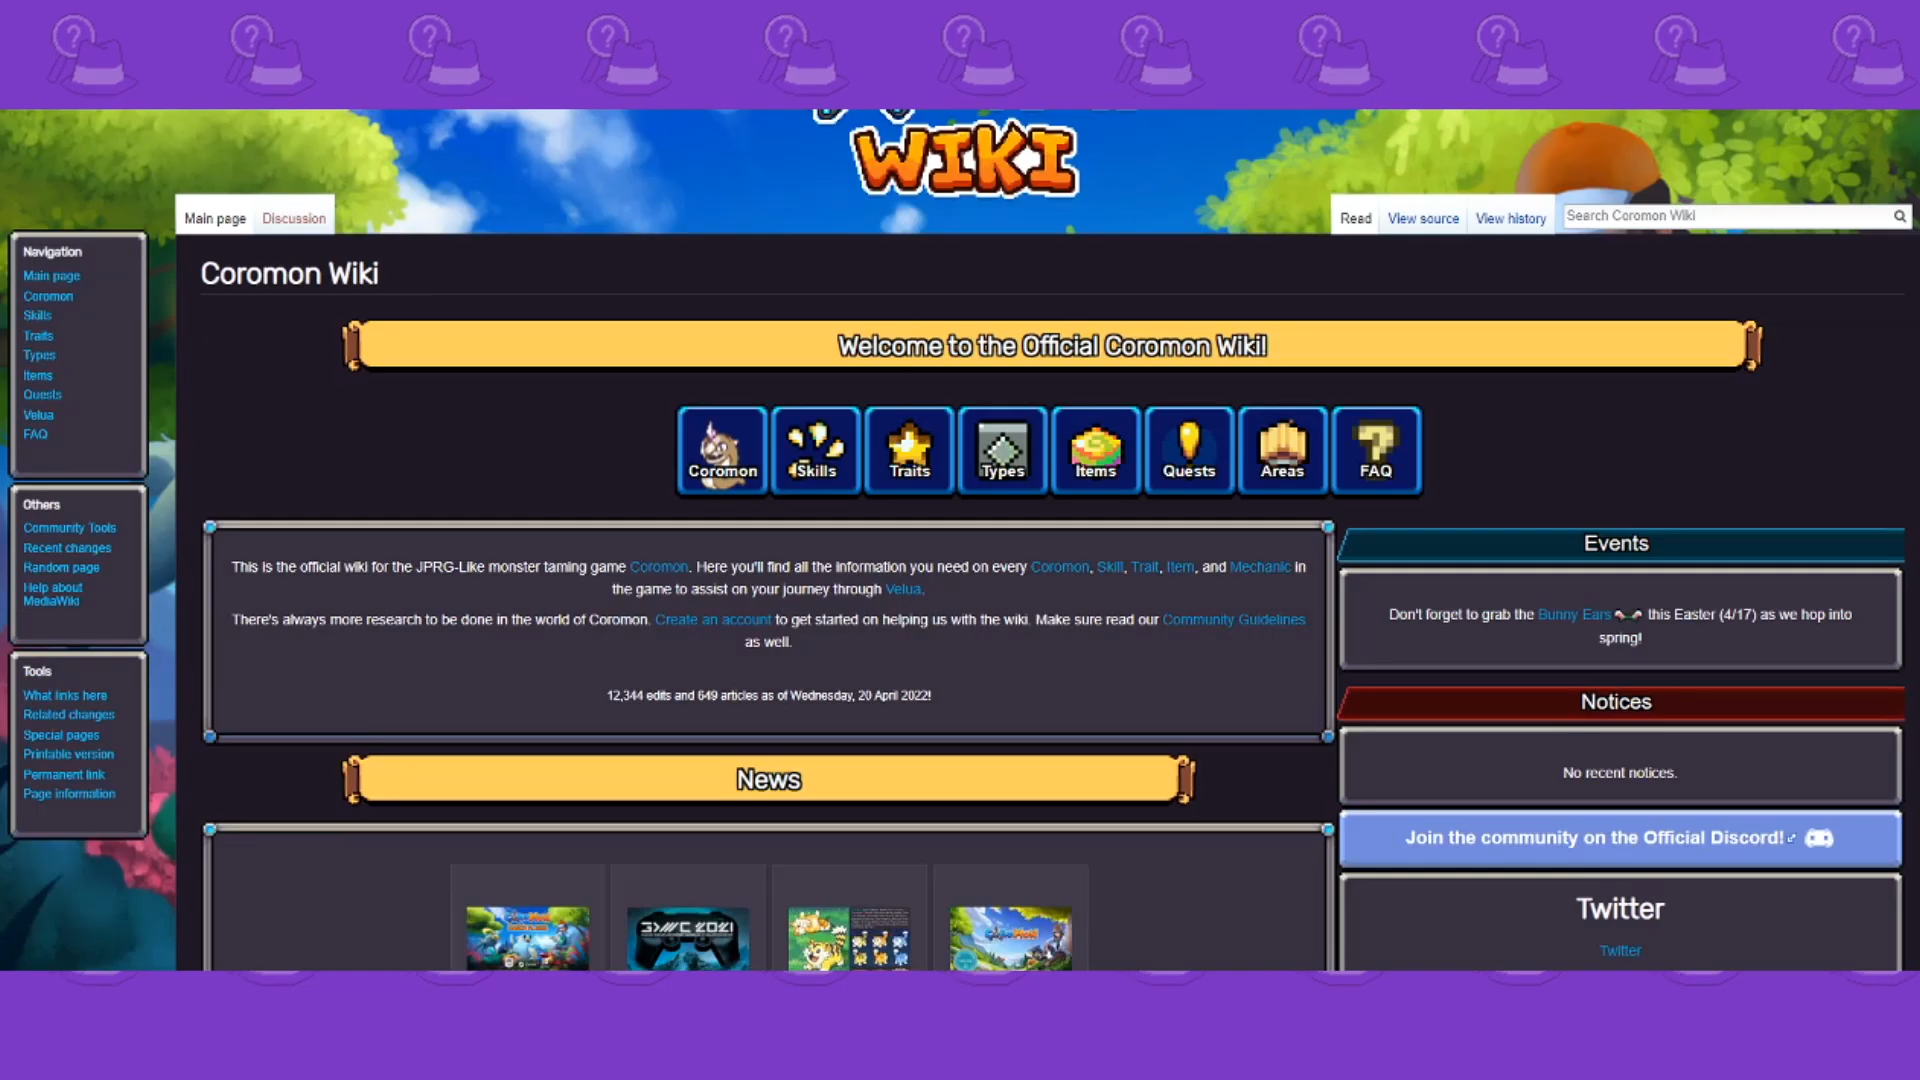 WIKI
Main page Discussion
Read View source View history Search Coromon Wiki
Navigation
Main page
Coromon
Skills
Traits
Types
Items
Quests
Velua
FAQ
Others
Community Tools
Recent changes
Random page
Help about
MediaWiki
Tools
What links here
Related changes
Special pages
Printable version
Permanent link
Page information
Coromon Wiki
Welcome to the Official Coromon Wiki!
Coromon Skills Traits Types Items Quests Areas FAQ
This is the official wiki for the JPRG-Like monster taming game Coromon. Here you'll find all the information you need on every Coromon, Skill, Trait, Item, and Mechanic in
the game to assist on your journey through Velua.
There's always more research to be done in the world of Coromon. Create an account to get started on helping us with the wiki. Make sure read our Community Guidelines
as well.
12,344 edits and 649 articles as of Wednesday, 20 April 2022!
News
Events
Don't forget to grab the Bunny Ears this Easter (4/17) as we hop into
spring!
Notices
No recent notices.
Join the community on the Official Discord!
Twitter
Twitter